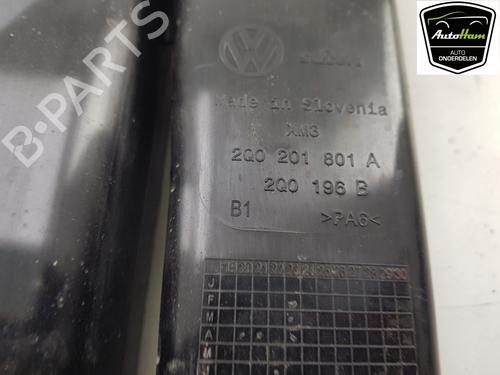 AutoHam
AUTO
ONDERDELEN
B-PARTS
Made in Slovenia
XM3
2Q0 201 801 A
2Q0 196 B
B1
>PA6<
J
F
M
A
M